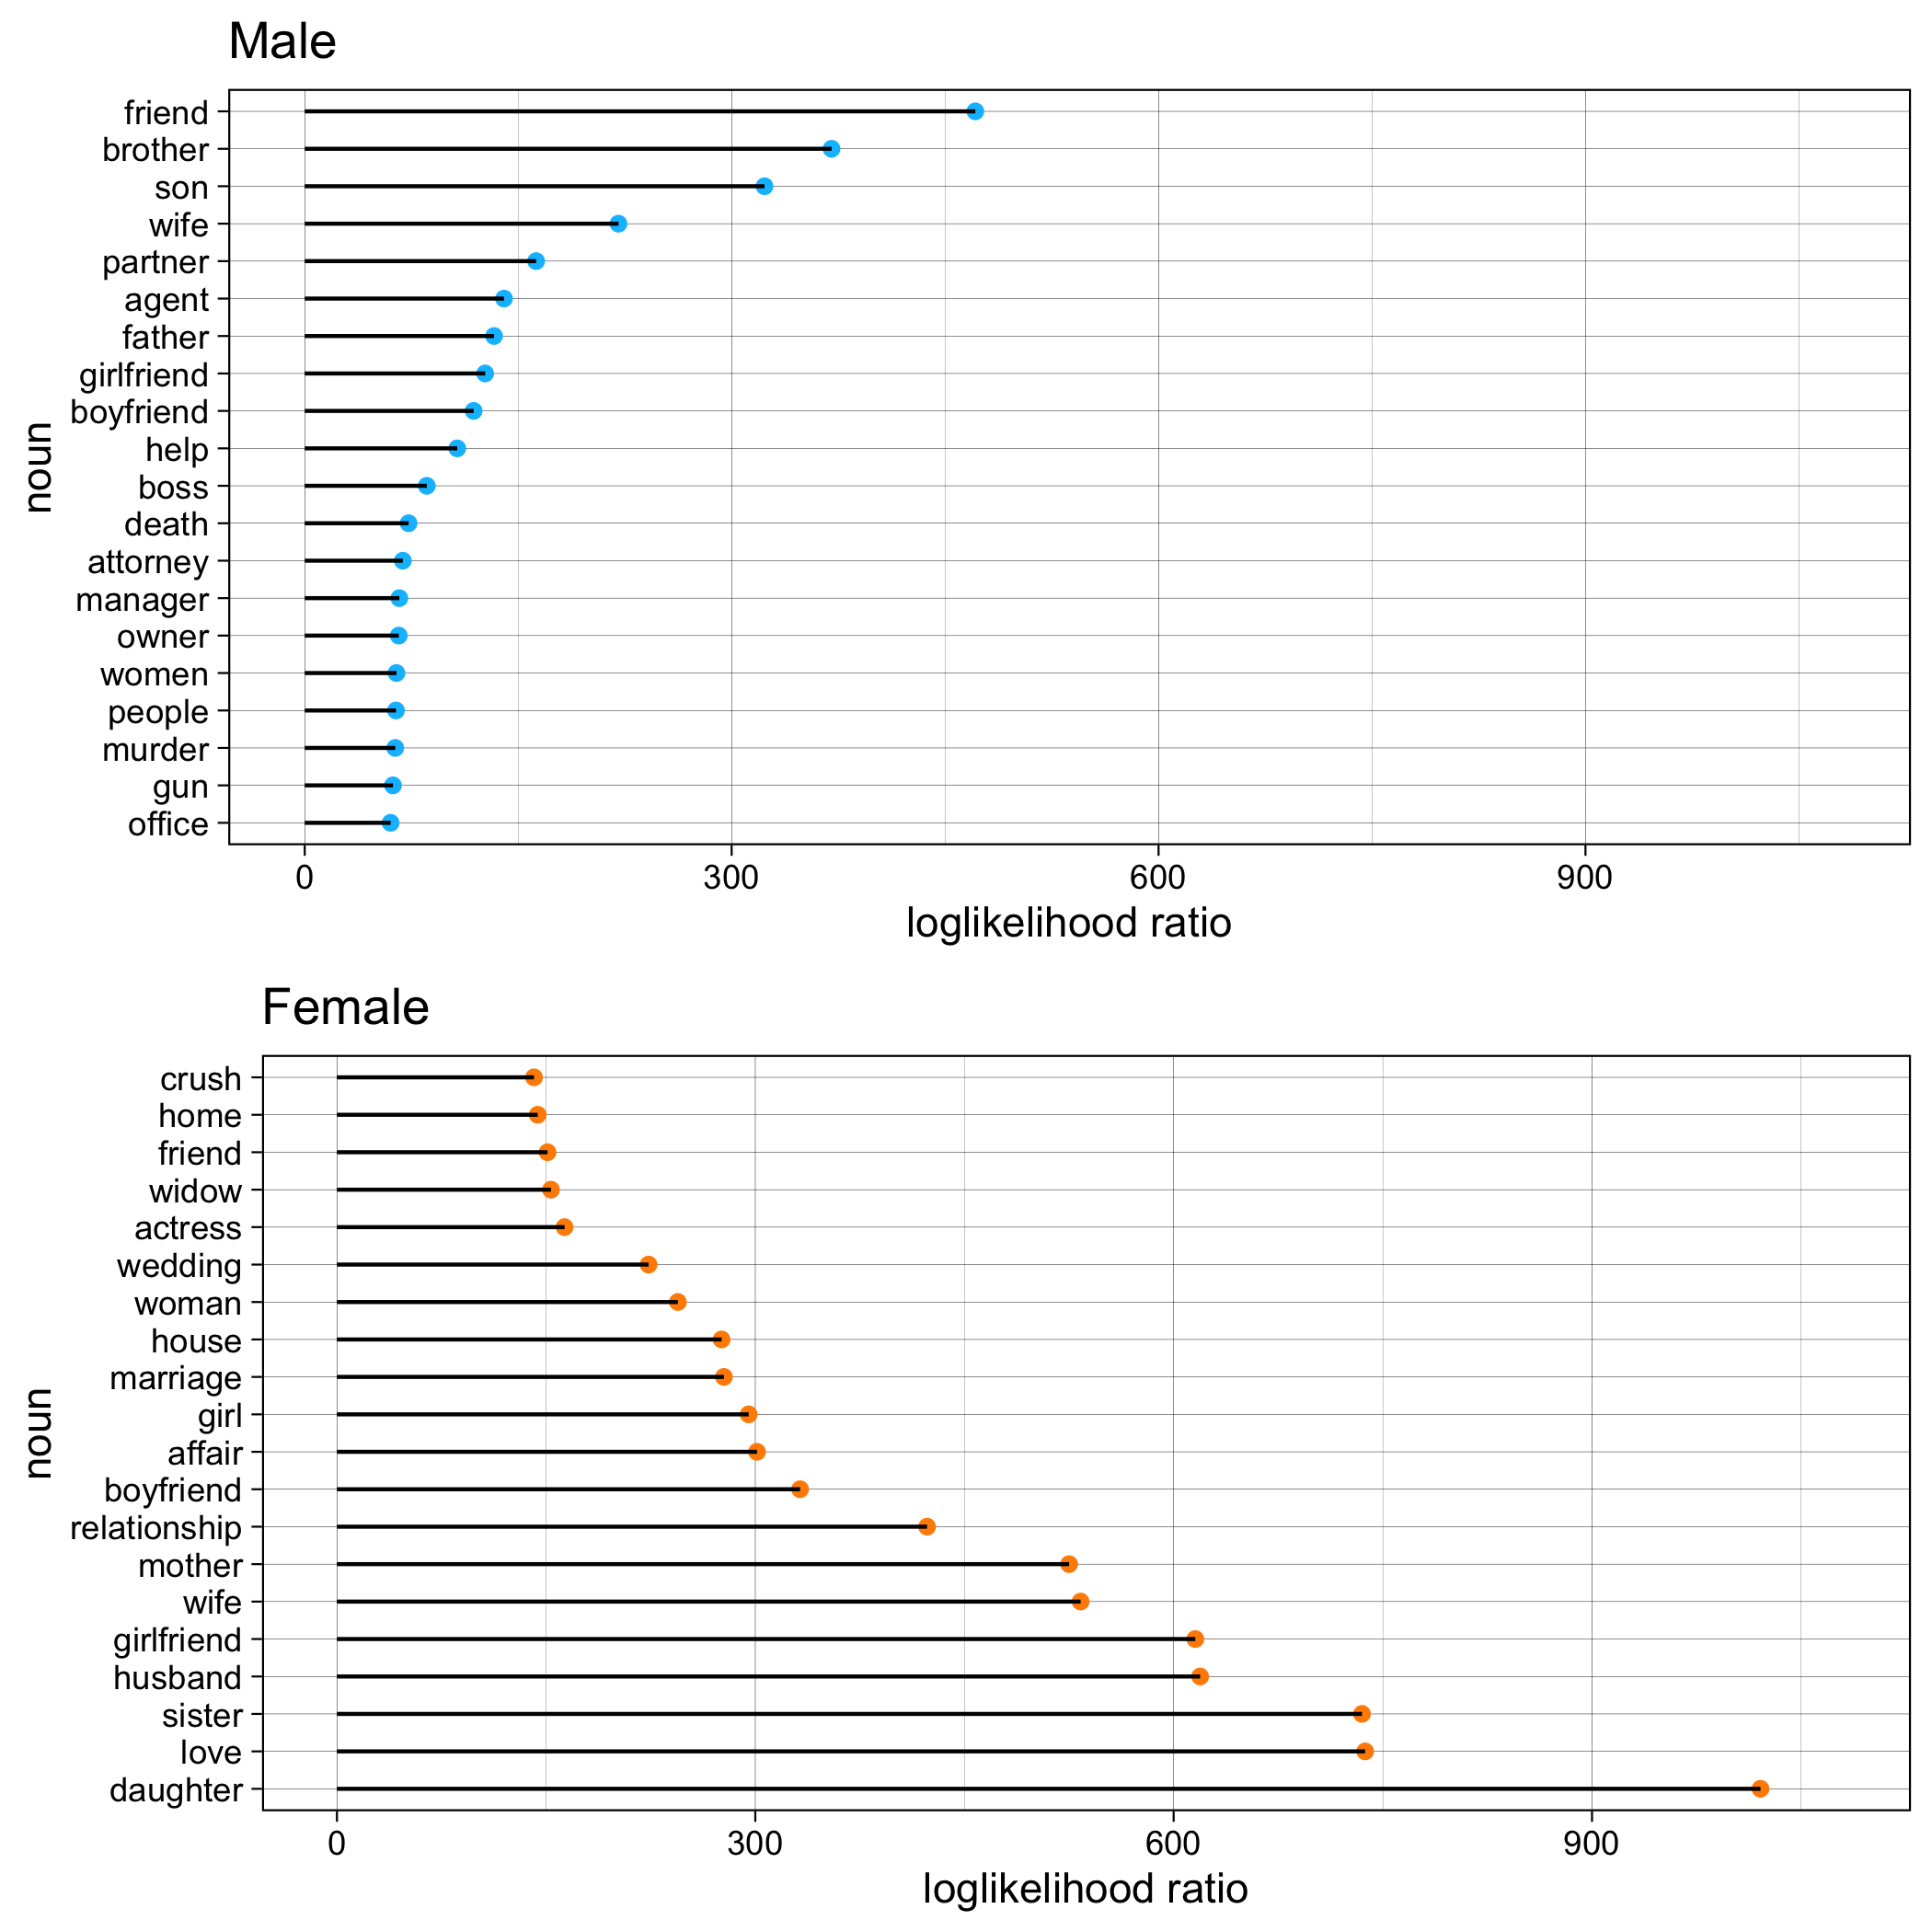 Male
noun
friend
brother
son
wife
partner
agent
father
girlfriend
boyfriend
help
boss
death
attorney
manager
owner
women
people
murder
gun
office
0 300 600 900
loglikelihood ratio
Female
noun
crush
home
friend
widow
actress
wedding
woman
house
marriage
girl
affair
boyfriend
relationship
mother
wife
girlfriend
husband
sister
love
daughter
0 300 600 900
loglikelihood ratio